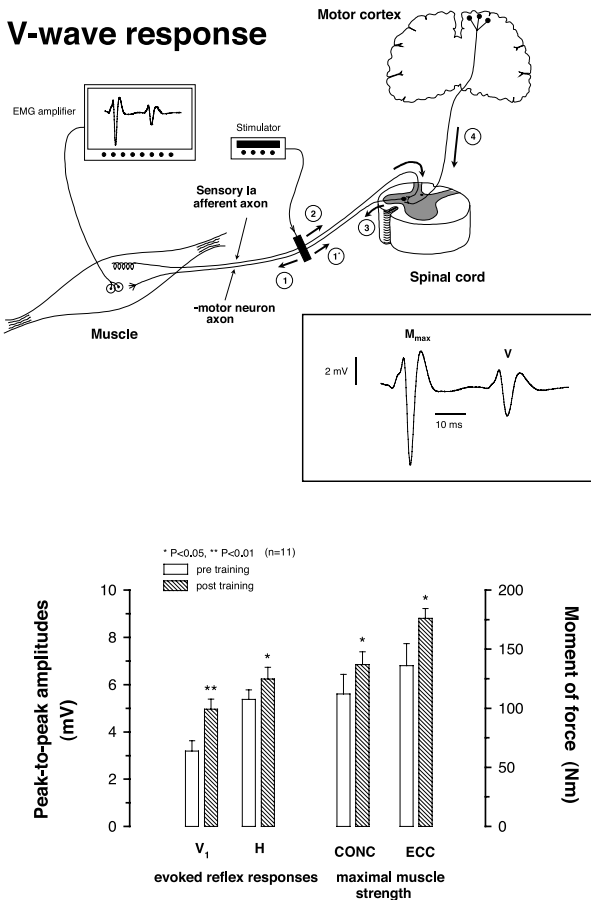 V-wave response
Motor cortex
EMG amplifier
Stimulator
4
Sensory Ia
afferent axon
2
3
1
1'
Spinal cord
-motor neuron
axon
Muscle
M max
V
2 mV
10 ms
* P<0.05, ** P<0.01 (n=11)
pre training
post training
Peak-to-peak amplitudes
(mV)
10
8
6
4
2
0
**
*
*
*
200
150
100
50
0
Moment of force (Nm)
V1 H CONC ECC
evoked reflex responses
maximal muscle
strength